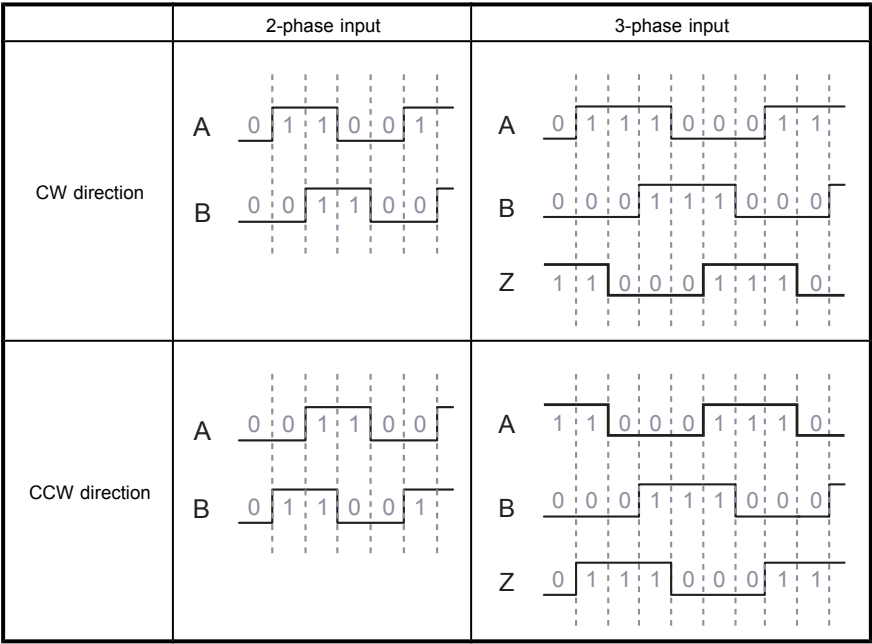 2-phase input 3-phase input
CW direction
A 0 1 1 0 0 1
B 0 0 1 1 0 0
A 0 1 1 1 0 0 0 1 1
B 0 0 0 1 1 1 0 0 0
Z 1 1 0 0 0 1 1 1 0
CCW direction
A 0 0 1 1 0 0
B 0 1 1 0 0 1
A 1 1 0 0 0 1 1 1 0
B 0 0 0 1 1 1 0 0 0
Z 0 1 1 1 0 0 0 1 1